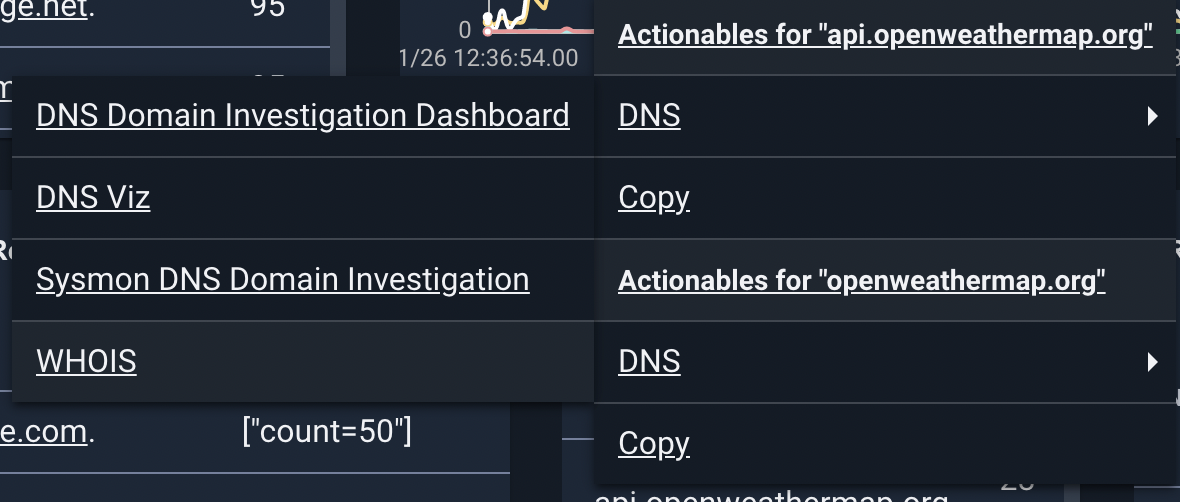 ge.net.
95
0
1/26 12:36:54.00
Actionables for "api.openweathermap.org"
DNS Domain Investigation Dashboard
DNS
DNS Viz
Copy
Sysmon DNS Domain Investigation
Actionables for "openweathermap.org"
WHOIS
DNS
e.com.
["count=50"]
Copy
api.openweathermap.org